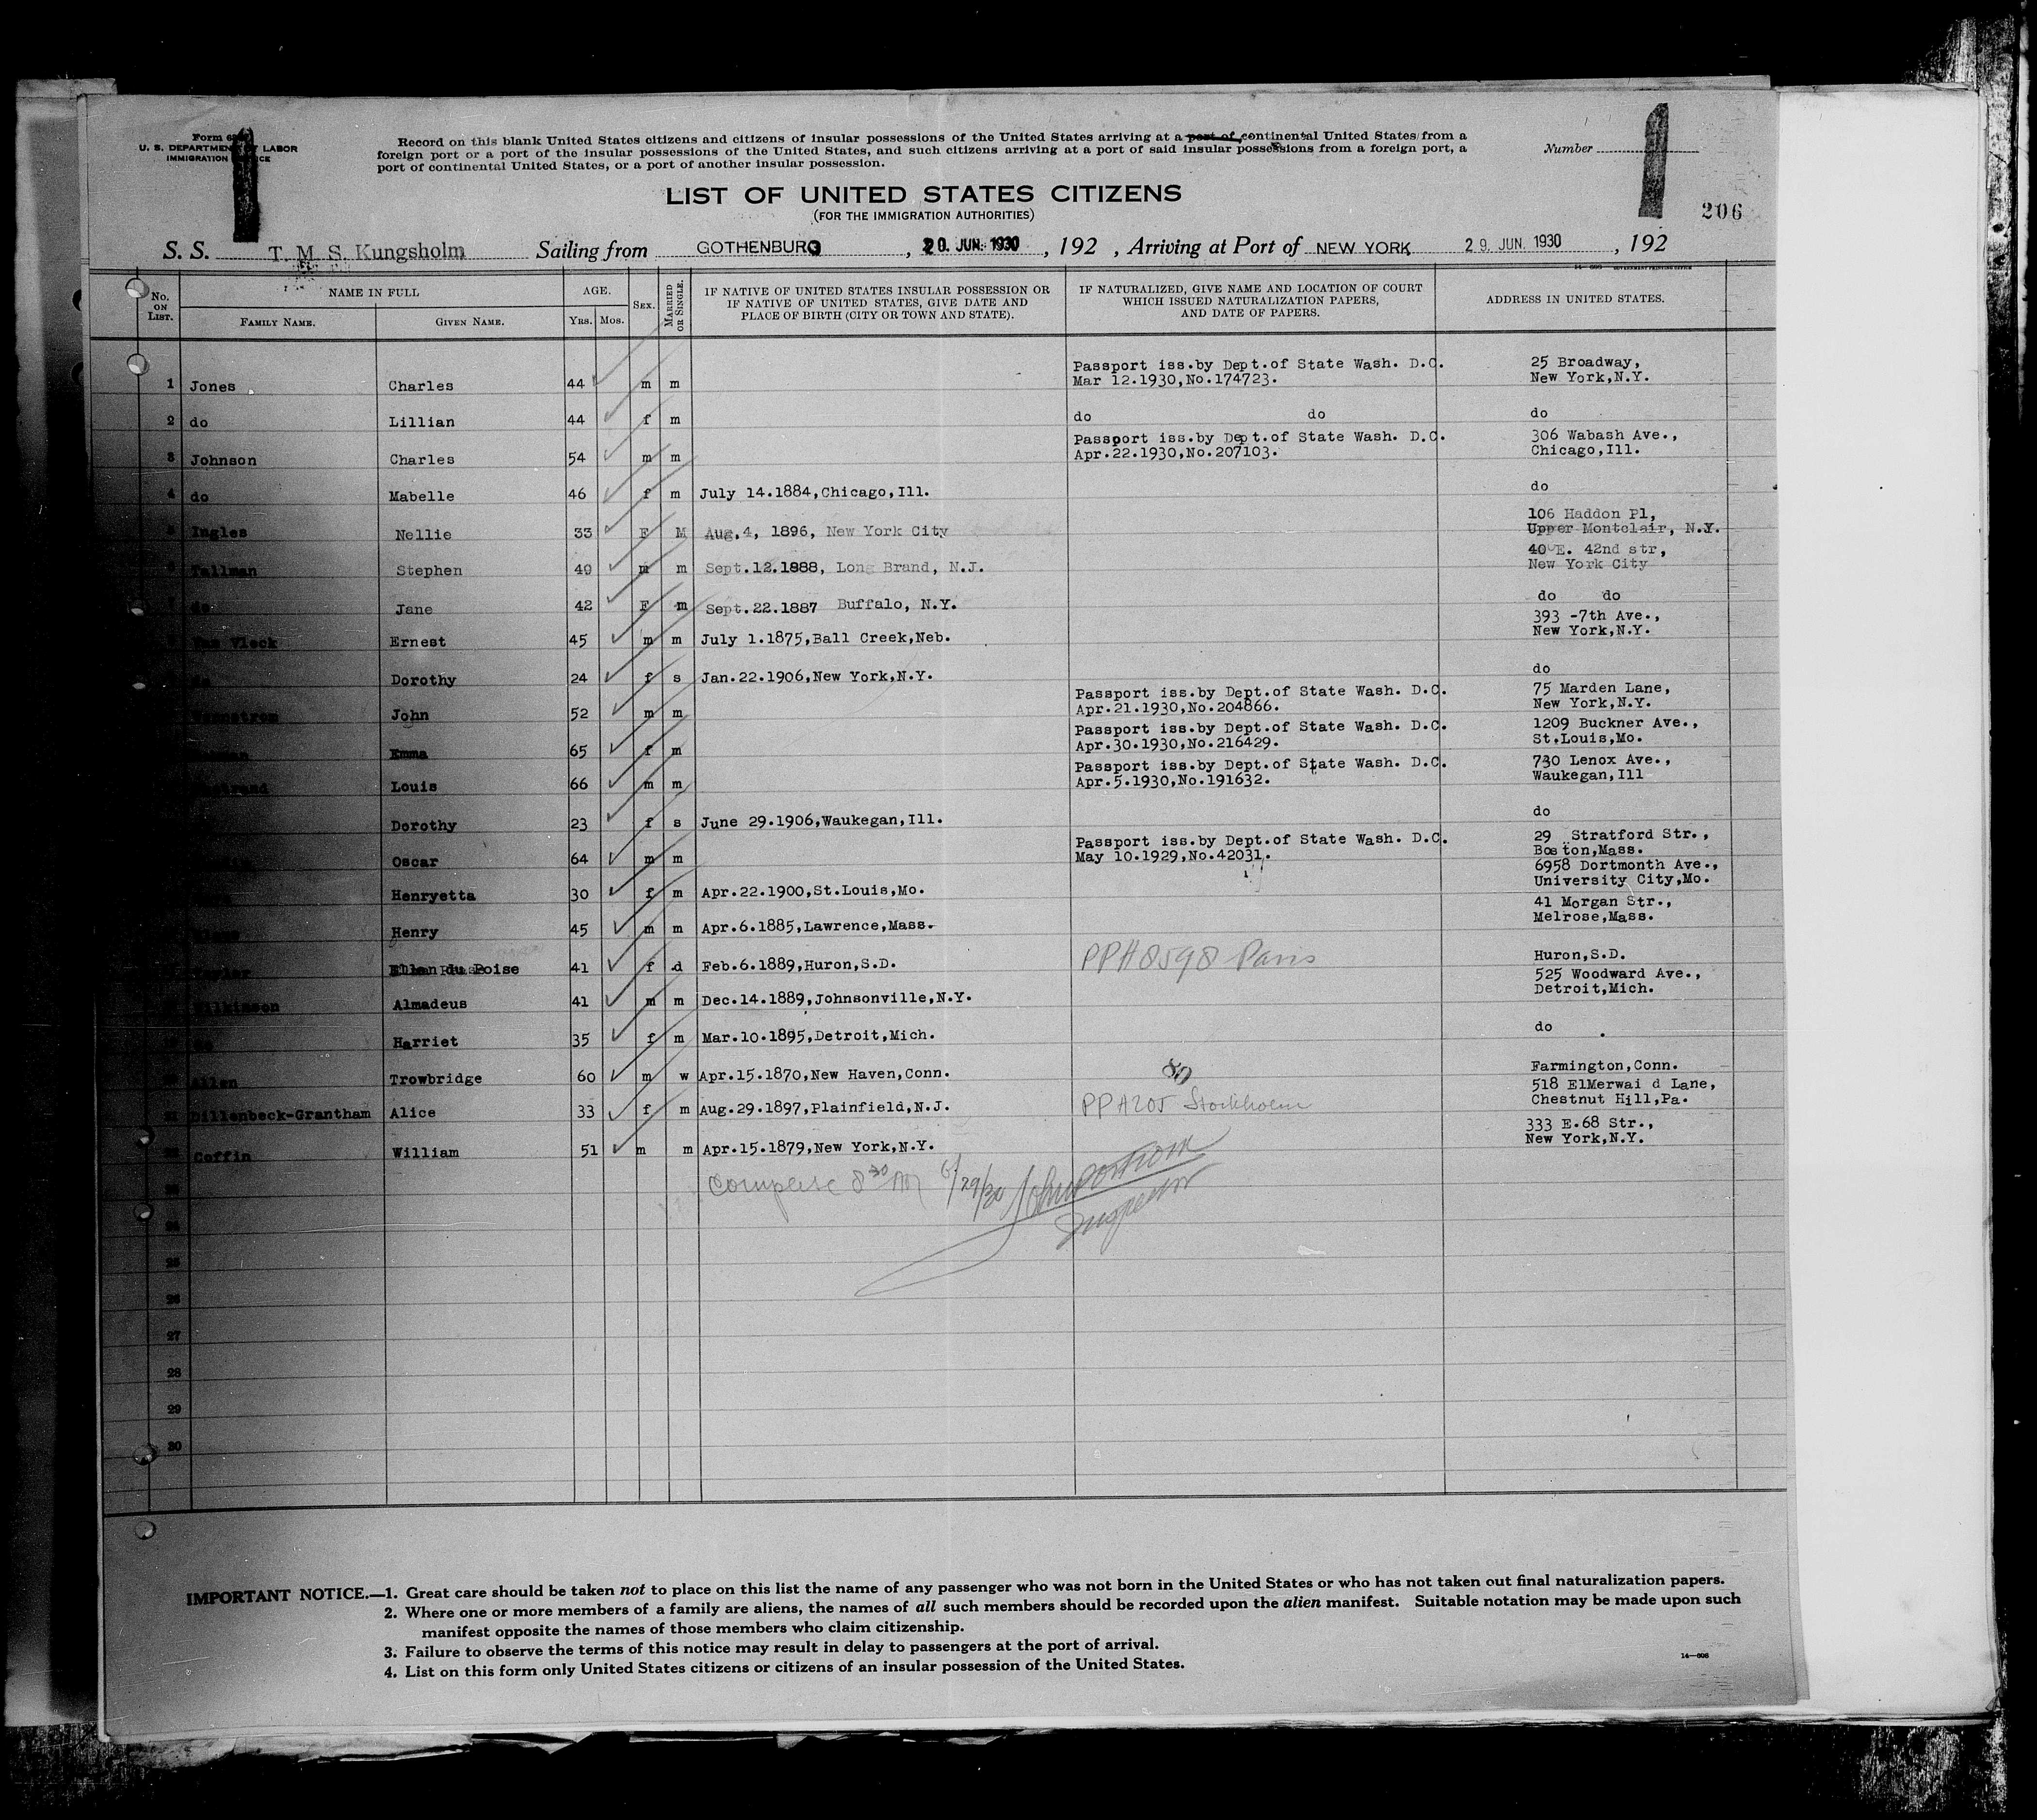 Form 6
U. S. DEPARTMENT OF LABOR
IMMIGRATION SERVICE
Record on this blank United States citizens and citizens of insular possessions of the United States arriving at a port of continental United States from a
foreign port or a port of the insular possessions of the United States, and such citizens arriving at a port of said insular possessions from a foreign port, a
port of continental United States, or a port of another insular possession.
Number
LIST OF UNITED STATES CITIZENS
(FOR THE IMMIGRATION AUTHORITIES)
206
S. S. T. M. S. Kungsholm Sailing from GOTHENBURG, 20. JUN. 1930, 192 , Arriving at Port of NEW YORK 29. JUN. 1930, 192
No. ON LIST. NAME IN FULL FAMILY NAME. GIVEN NAME. AGE. YRS. MOS. SEX. MARRIED OR SINGLE. IF NATIVE OF UNITED STATES INSULAR POSSESSION OR IF NATIVE OF UNITED STATES, GIVE DATE AND PLACE OF BIRTH (CITY OR TOWN AND STATE). IF NATURALIZED, GIVE NAME AND LOCATION OF COURT WHICH ISSUED NATURALIZATION PAPERS, AND DATE OF PAPERS. ADDRESS IN UNITED STATES.
Passport iss.by Dept.of State Wash. D.C. 25 Broadway,
1 Jones Charles 44 m m Mar 12.1930,No.174723. New York,N.Y.
2 do Lillian 44 f m do do do
Passport iss.by Dept.of State Wash. D.C. 306 Wabash Ave.,
3 Johnson Charles 54 m m Apr.22.1930,No.207103. Chicago,Ill.
4 do Mabelle 46 f m July 14.1884,Chicago,Ill. do
106 Haddon Pl,
5 Ingles Nellie 33 F M Aug.4, 1896, New York City Upper Montclair, N.Y.
40 E. 42nd str,
6 Tallman Stephen 40 m m Sept.12.1888, Long Brand, N.J. New York City
7 do Jane 42 F m Sept.22.1887 Buffalo, N.Y. do do
393 -7th Ave.,
Van Vleck Ernest 45 m m July 1.1875,Ball Creek,Neb. New York,N.Y.
Dorothy 24 f s Jan.22.1906,New York,N.Y. do
Passport iss.by Dept.of State Wash. D.C. 75 Marden Lane,
John 52 m m Apr.21.1930,No.204866. New York,N.Y.
Passport iss.by Dept.of State Wash. D.C. 1209 Buckner Ave.,
Emma 65 f m Apr.30.1930,No.216429. St.Louis,Mo.
Passport iss.by Dept.of State Wash. D.C. 730 Lenox Ave.,
Louis 66 m m Apr.5.1930,No.191632. Waukegan,Ill
Dorothy 23 f s June 29.1906,Waukegan,Ill. do
Passport iss.by Dept.of State Wash. D.C. 29 Stratford Str.,
Oscar 64 m m May 10.1929,No.42031. Boston,Mass.
6958 Dortmonth Ave.,
Henryetta 30 f m Apr.22.1900,St.Louis,Mo. University City,Mo.
41 Morgan Str.,
Henry 45 m m Apr.6.1885,Lawrence,Mass. Melrose,Mass.
Ellen du Poise 41 f d Feb.6.1889,Huron,S.D. PPH8598 Paris Huron,S.D.
525 Woodward Ave.,
Wilkinson Almadeus 41 m m Dec.14.1889,Johnsonville,N.Y. Detroit,Mich.
Harriet 35 f m Mar.10.1895,Detroit,Mich. do
Allen Trowbridge 60 m w Apr.15.1870,New Haven,Conn. Farmington,Conn.
518 ElMerwai d Lane,
21 Dillenbeck-Grantham Alice 33 f m Aug.29.1897,Plainfield,N.J. PPH205 Stockholm Chestnut Hill,Pa.
333 E.68 Str.,
22 Coffin William 51 m m Apr.15.1879,New York,N.Y. New York,N.Y.
23 8 30 6/29/30
24 Inspector
25
26
27
28
29
30
IMPORTANT NOTICE.—1. Great care should be taken not to place on this list the name of any passenger who was not born in the United States or who has not taken out final naturalization papers.
2. Where one or more members of a family are aliens, the names of all such members should be recorded upon the alien manifest. Suitable notation may be made upon such
manifest opposite the names of those members who claim citizenship.
3. Failure to observe the terms of this notice may result in delay to passengers at the port of arrival.
4. List on this form only United States citizens or citizens of an insular possession of the United States.